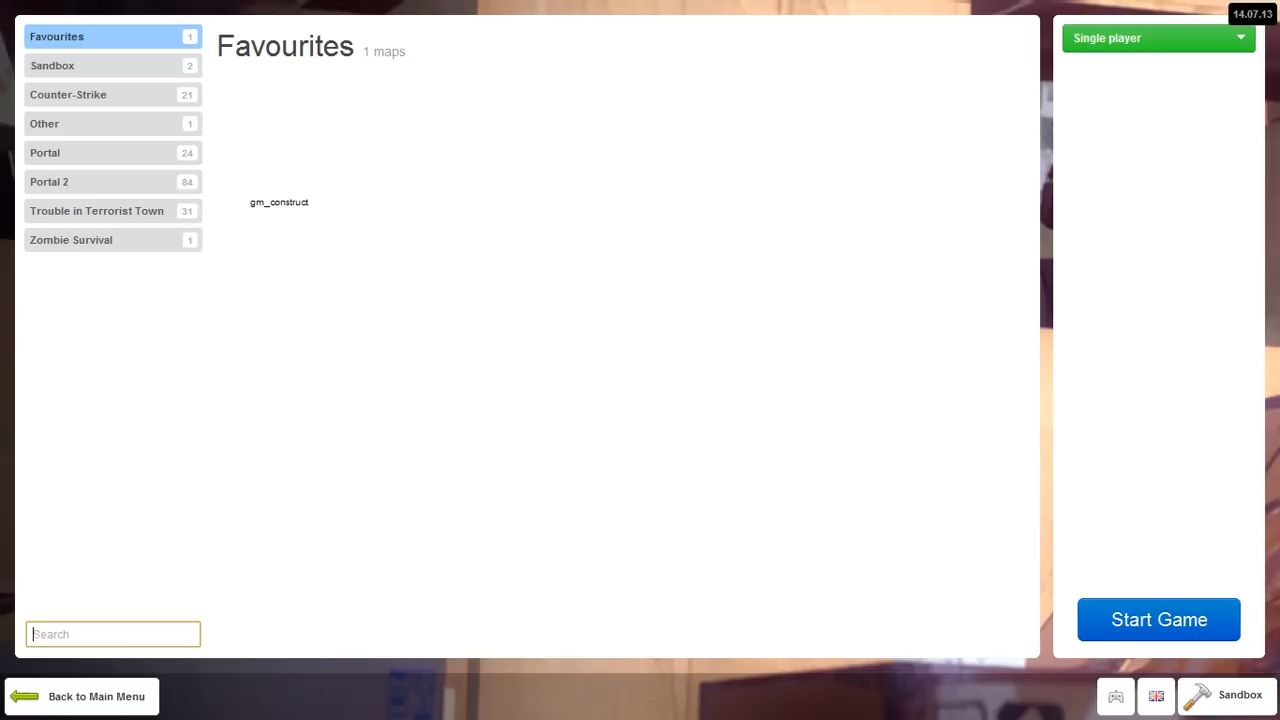 14.07.13
Favourites 1
Sandbox 2
Counter-Strike 21
Other 1
Portal 24
Portal 2 84
Trouble in Terrorist Town 31
Zombie Survival 1
Search
Favourites 1 maps
gm_construct
Single player
Start Game
Back to Main Menu
Sandbox